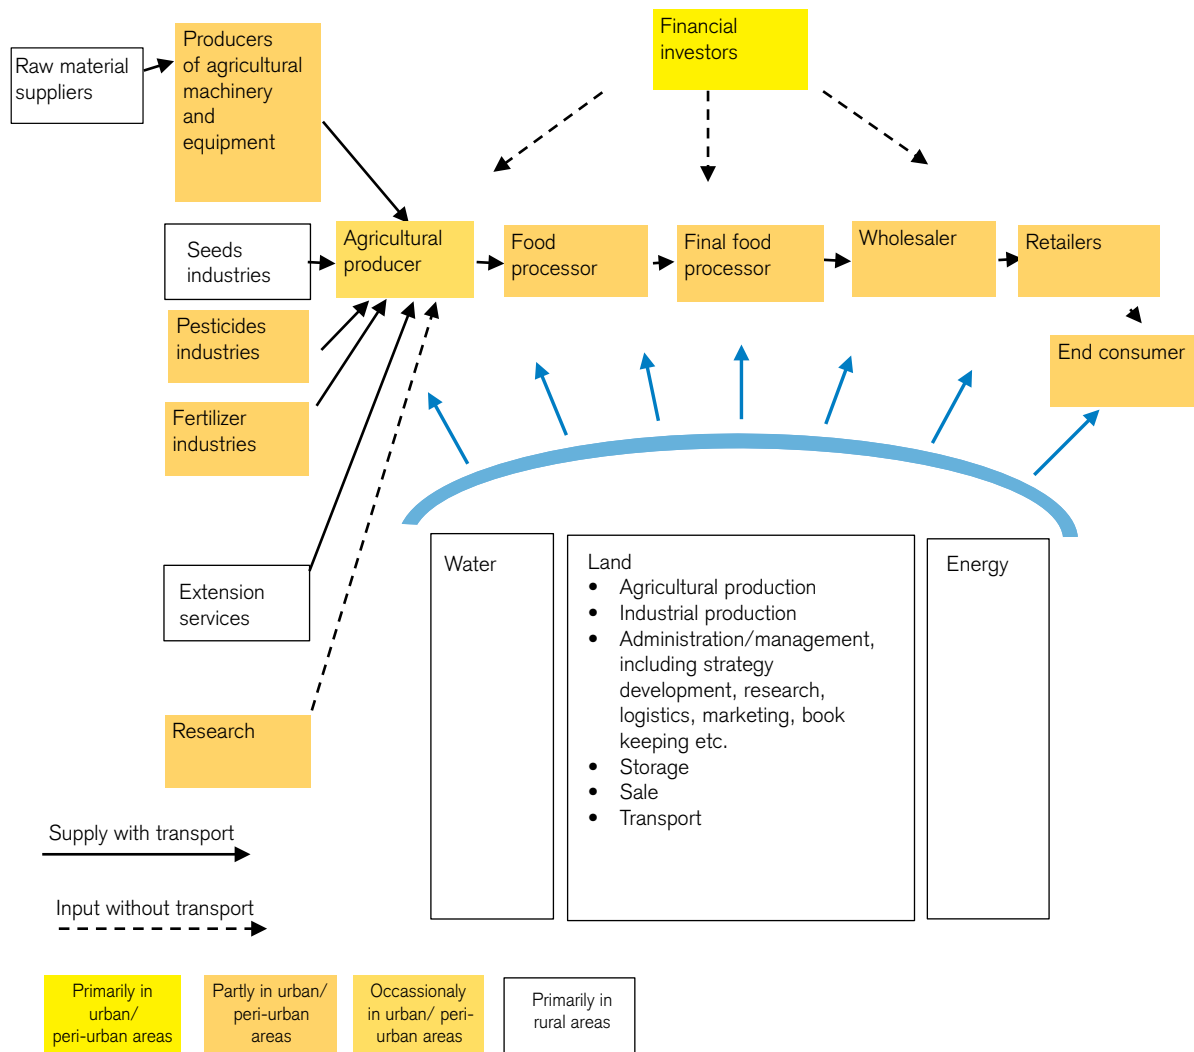 Raw material
suppliers
Producers
of agricultural
machinery
and
equipment
Financial
investors
Seeds
industries
Agricultural
producer
Food
processor
Final food
processor
Wholesaler
Retailers
Pesticides
industries
End consumer
Fertilizer
industries
Extension
services
Research
Water
Land
• Agricultural production
• Industrial production
• Administration/management,
including strategy
development, research,
logistics, marketing, book
keeping etc.
• Storage
• Sale
• Transport
Energy
Supply with transport
Input without transport
Primarily in
urban/
peri-urban areas
Partly in urban/
peri-urban
areas
Occassionaly
in urban/ peri-
urban areas
Primarily in
rural areas